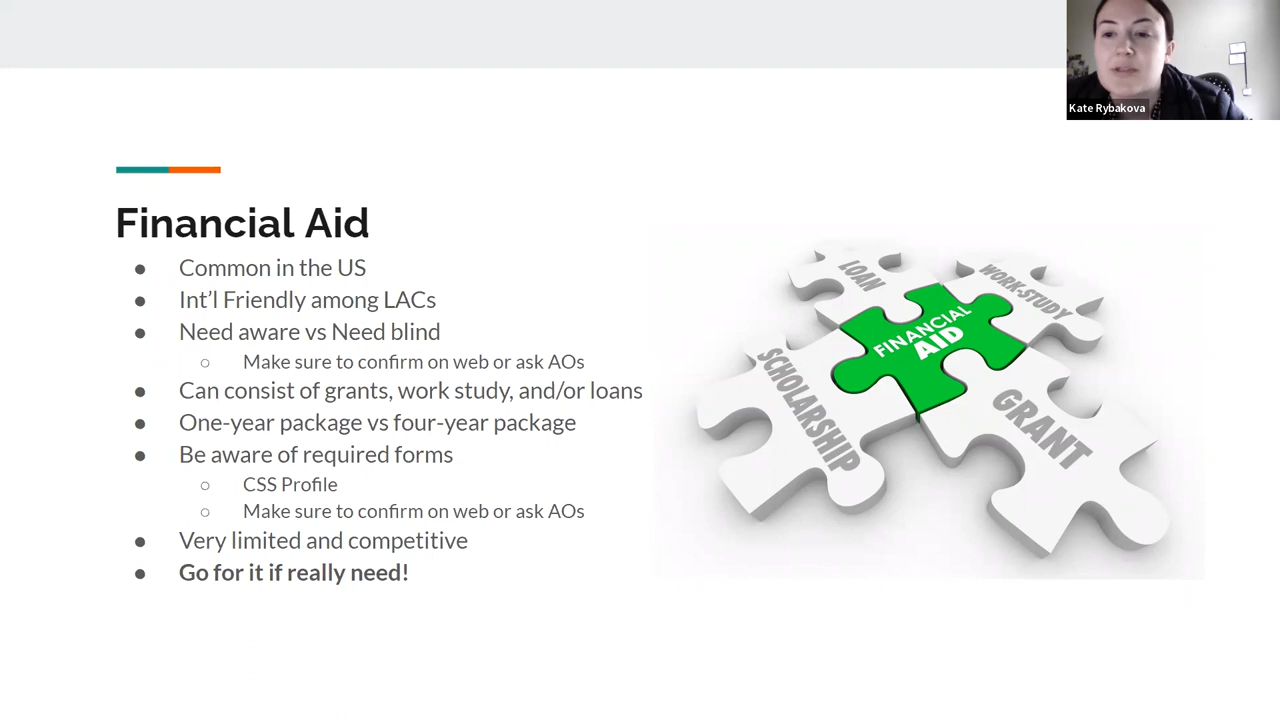 Kate Rybakova
Financial Aid
● Common in the US
● Int’l Friendly among LACs
● Need aware vs Need blind
○ Make sure to confirm on web or ask AOs
● Can consist of grants, work study, and/or loans
● One-year package vs four-year package
● Be aware of required forms
○ CSS Profile
○ Make sure to confirm on web or ask AOs
● Very limited and competitive
● Go for it if really need!
LOAN
WORK-STUDY
FINANCIAL
AID
SCHOLARSHIP
GRANT